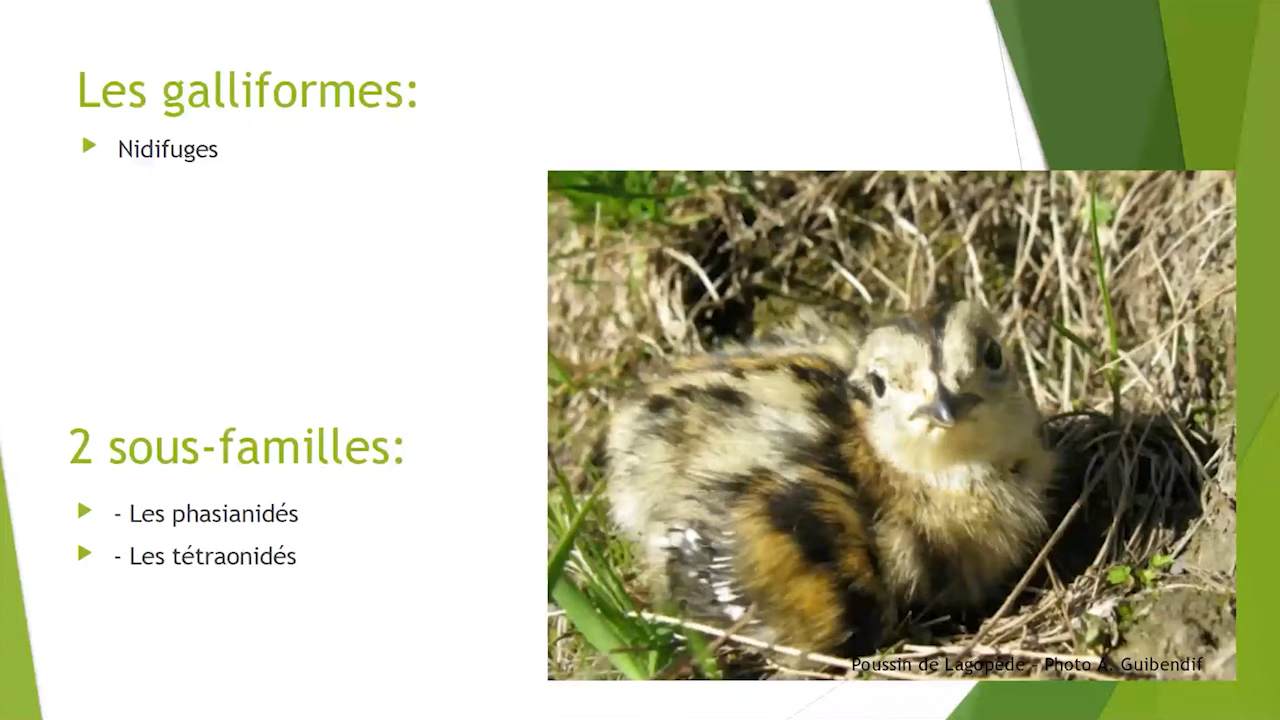 Les galliformes:
Nidifuges
2 sous-familles:
- Les phasianidés
- Les tétraonidés
Poussin de Lagopède - Photo A. Guibendif